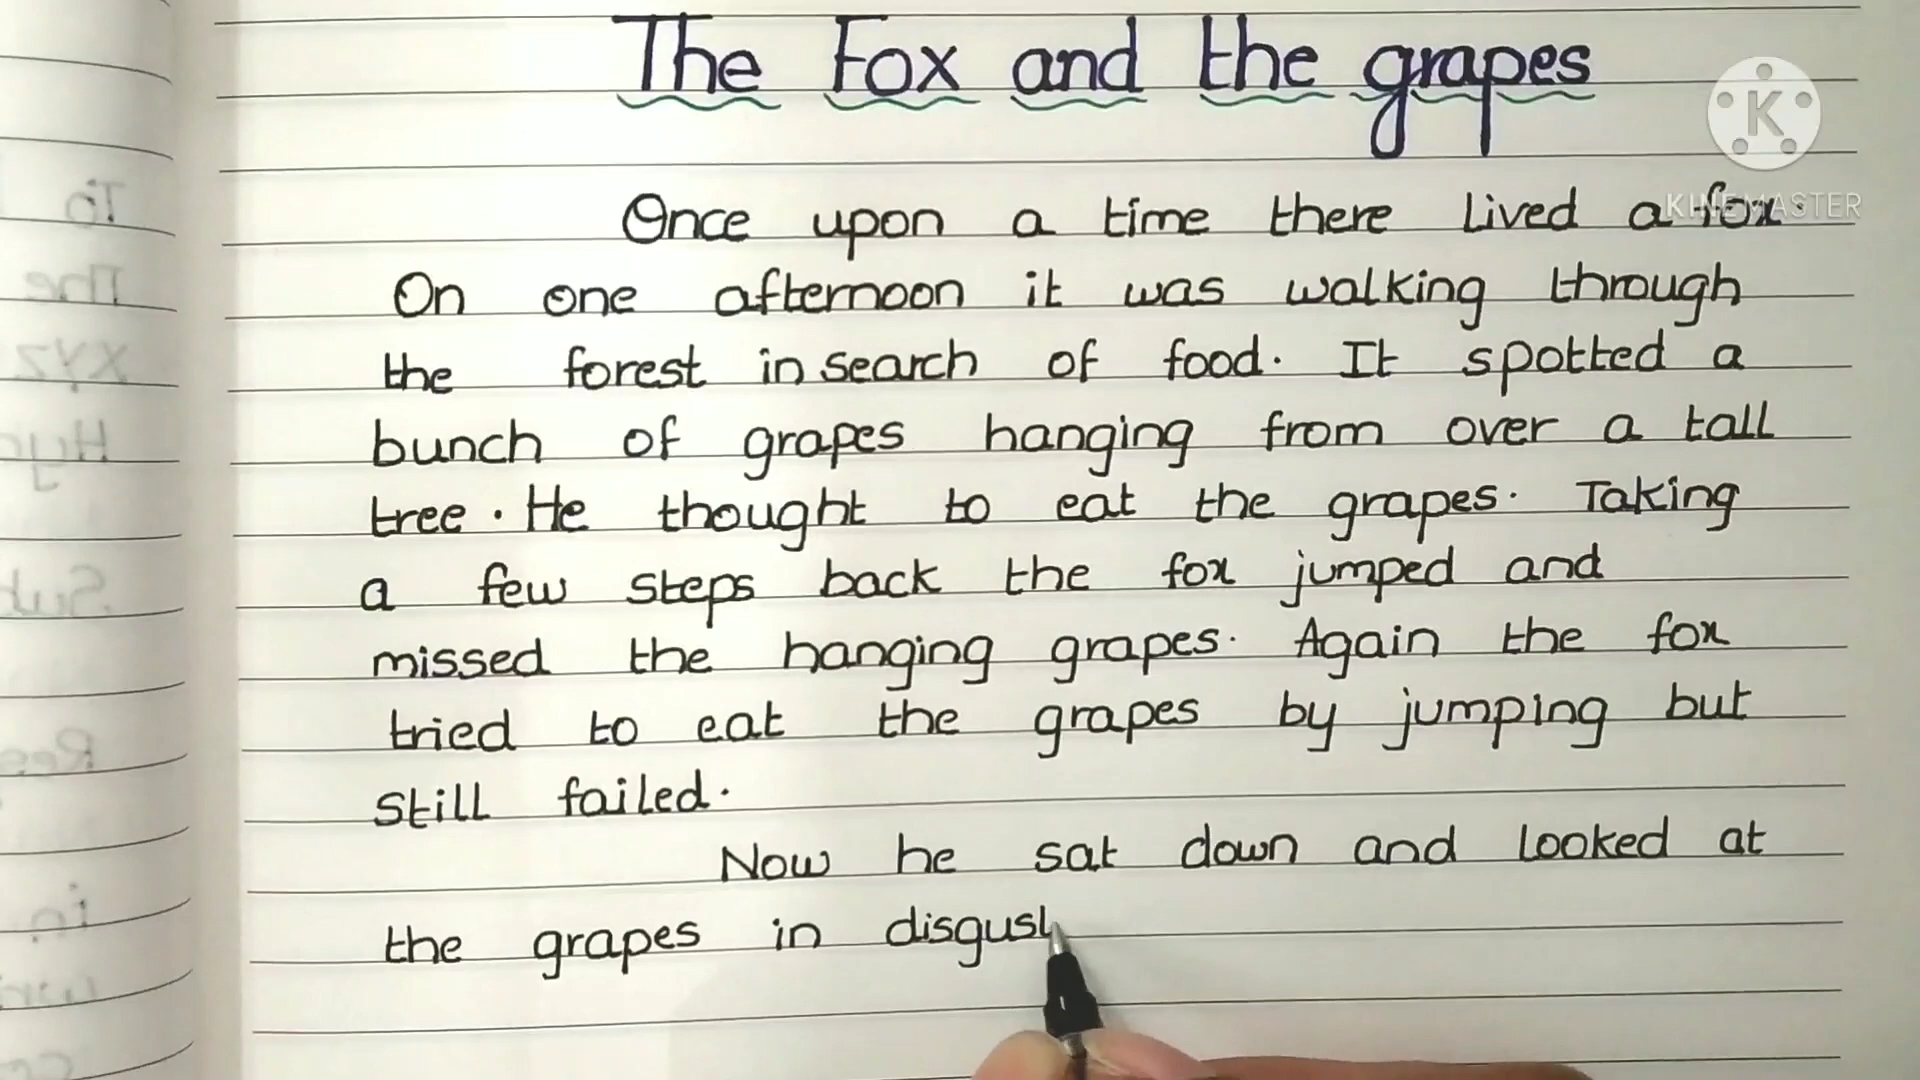 The Fox and the grapes
K
KINEMASTER
Once upon a time there lived a fox.
On one afternoon it was walking through
the forest in search of food. It spotted a
bunch of grapes hanging from over a tall
tree. He thought to eat the grapes. Taking
a few steps back the fox jumped and
missed the hanging grapes. Again the fox
tried to eat the grapes by jumping but
still failed.
Now he sat down and looked at
the grapes in disgust